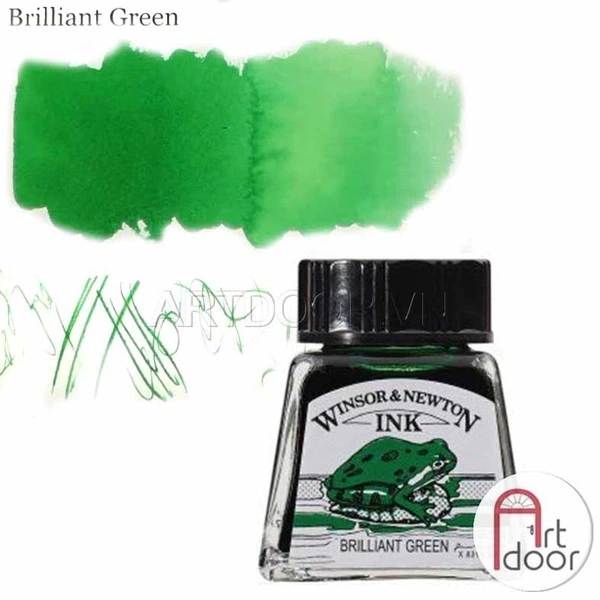 Brilliant Green
ARTDOOR.VN
WINSOR & NEWTON
INK
BRILLIANT GREEN
Art
door